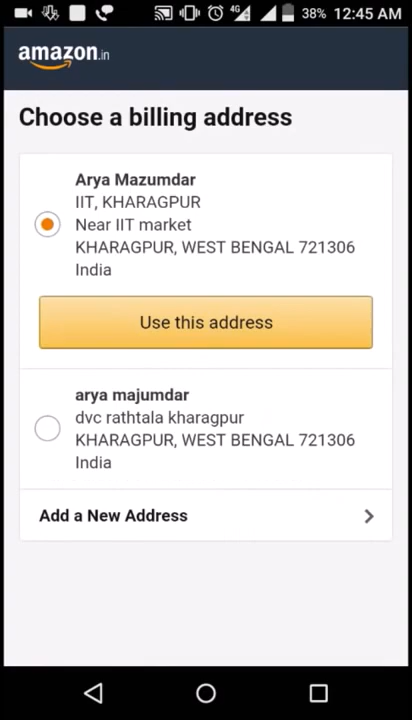 4G 38% 12:45 AM
amazon.in
Choose a billing address
Arya Mazumdar
IIT, KHARAGPUR
Near IIT market
KHARAGPUR, WEST BENGAL 721306
India
Use this address
arya majumdar
dvc rathtala kharagpur
KHARAGPUR, WEST BENGAL 721306
India
Add a New Address